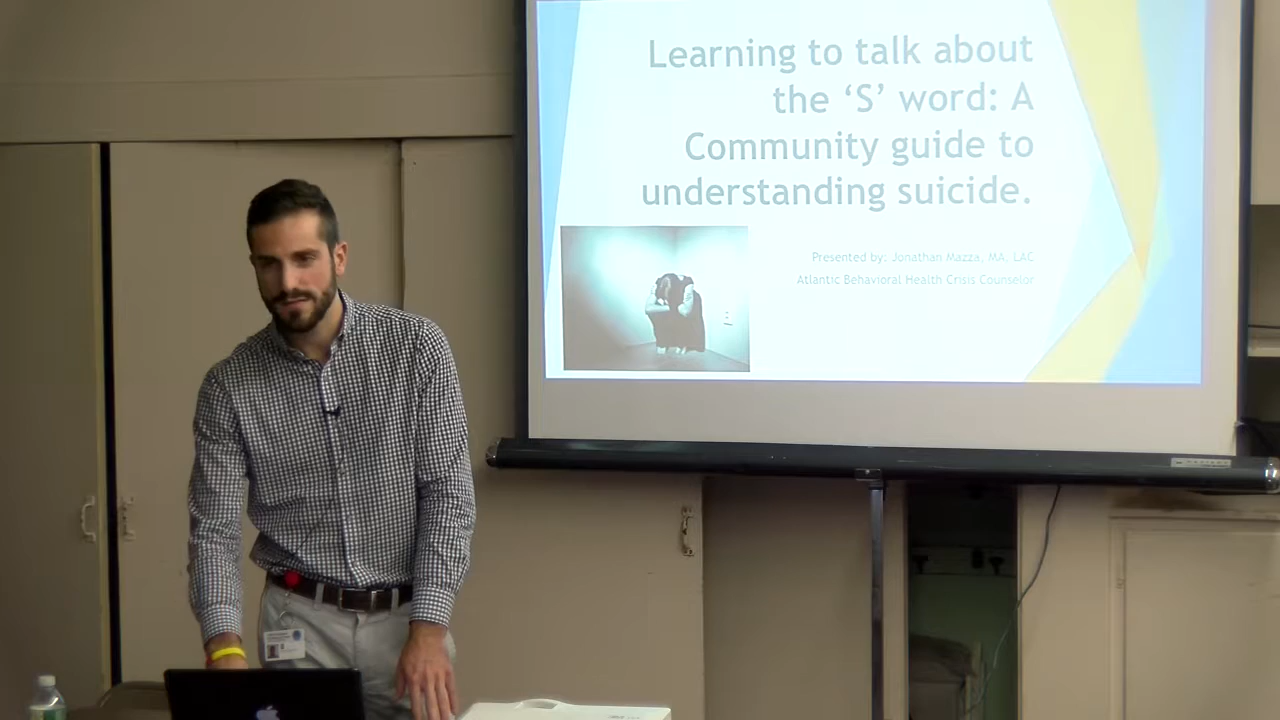 Learning to talk about
the ‘S’ word: A
Community guide to
understanding suicide.
Presented by: Jonathan Mazza, MA, LAC
Atlantic Behavioral Health Crisis Counselor